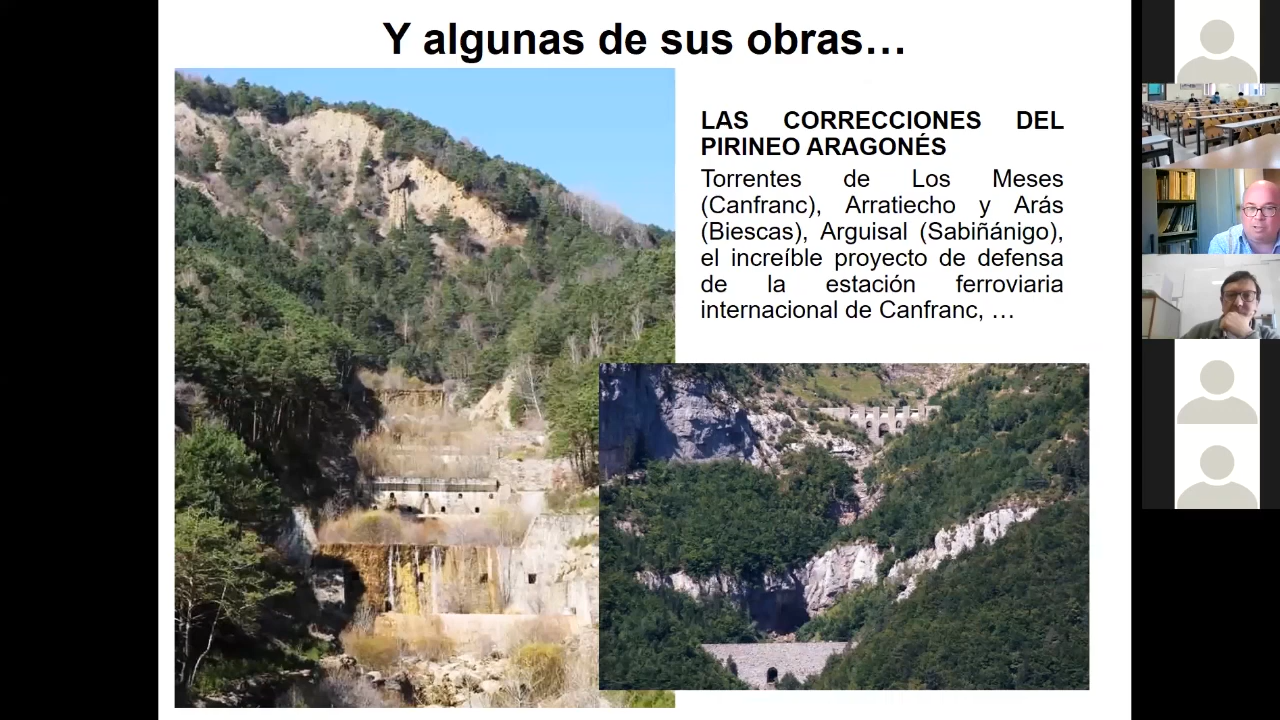 Y algunas de sus obras…
LAS CORRECCIONES DEL
PIRINEO ARAGONÉS
Torrentes de Los Meses
(Canfranc), Arratiecho y Arás
(Biescas), Arguisal (Sabiñánigo),
el increíble proyecto de defensa
de la estación ferroviaria
internacional de Canfranc, …